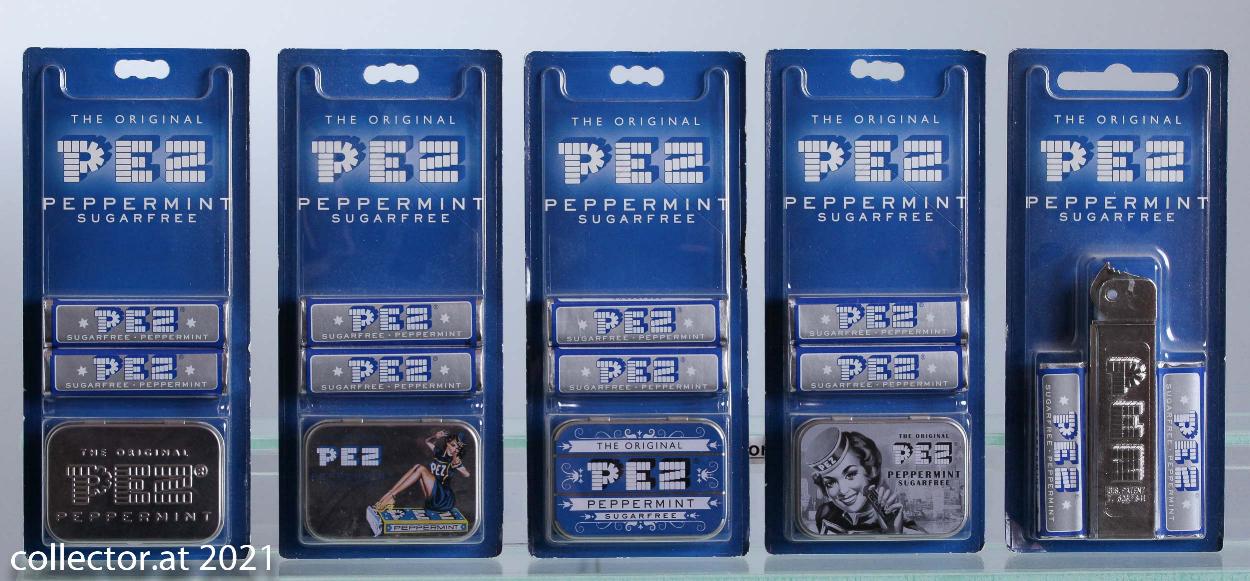 THE ORIGINAL
PEZ
PEPPERMINT
SUGARFREE
PEZ®
SUGARFREE • PEPPERMINT
PEZ®
SUGARFREE • PEPPERMINT
THE ORIGINAL
PEZ®
PEPPERMINT
THE ORIGINAL
PEZ
PEPPERMINT
SUGARFREE
PEZ®
SUGARFREE • PEPPERMINT
PEZ®
SUGARFREE • PEPPERMINT
PEZ
PEZ
PEPPERMINT
THE ORIGINAL
PEZ
PEPPERMINT
SUGARFREE
PEZ®
SUGARFREE • PEPPERMINT
PEZ®
SUGARFREE • PEPPERMINT
THE ORIGINAL
PEZ
PEPPERMINT
SUGARFREE
THE ORIGINAL
PEZ
PEPPERMINT
SUGARFREE
PEZ®
SUGARFREE • PEPPERMINT
PEZ®
SUGARFREE • PEPPERMINT
PEZ
THE ORIGINAL
PEZ
PEPPERMINT
SUGARFREE
THE ORIGINAL
PEZ
PEPPERMINT
SUGARFREE
PEZ
SUGARFREE • PEPPERMINT
PEZ
U.S. PATENT
PEZ
SUGARFREE • PEPPERMINT
collector.at 2021